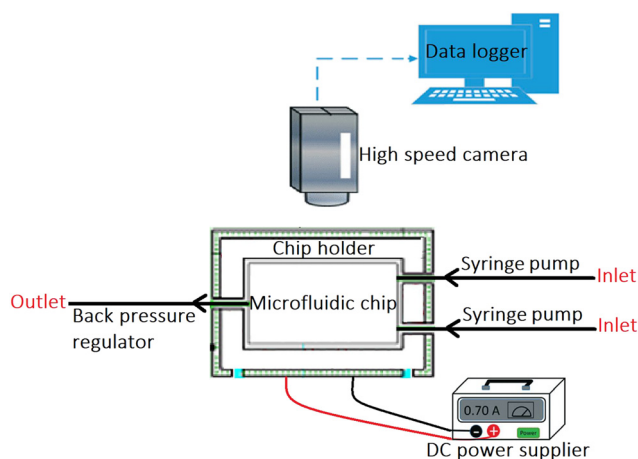 Data logger
High speed camera
Chip holder
Syringe pump
Inlet
Outlet
Microfluidic chip
Back pressure
regulator
Syringe pump
Inlet
0.70 A
Power
DC power supplier